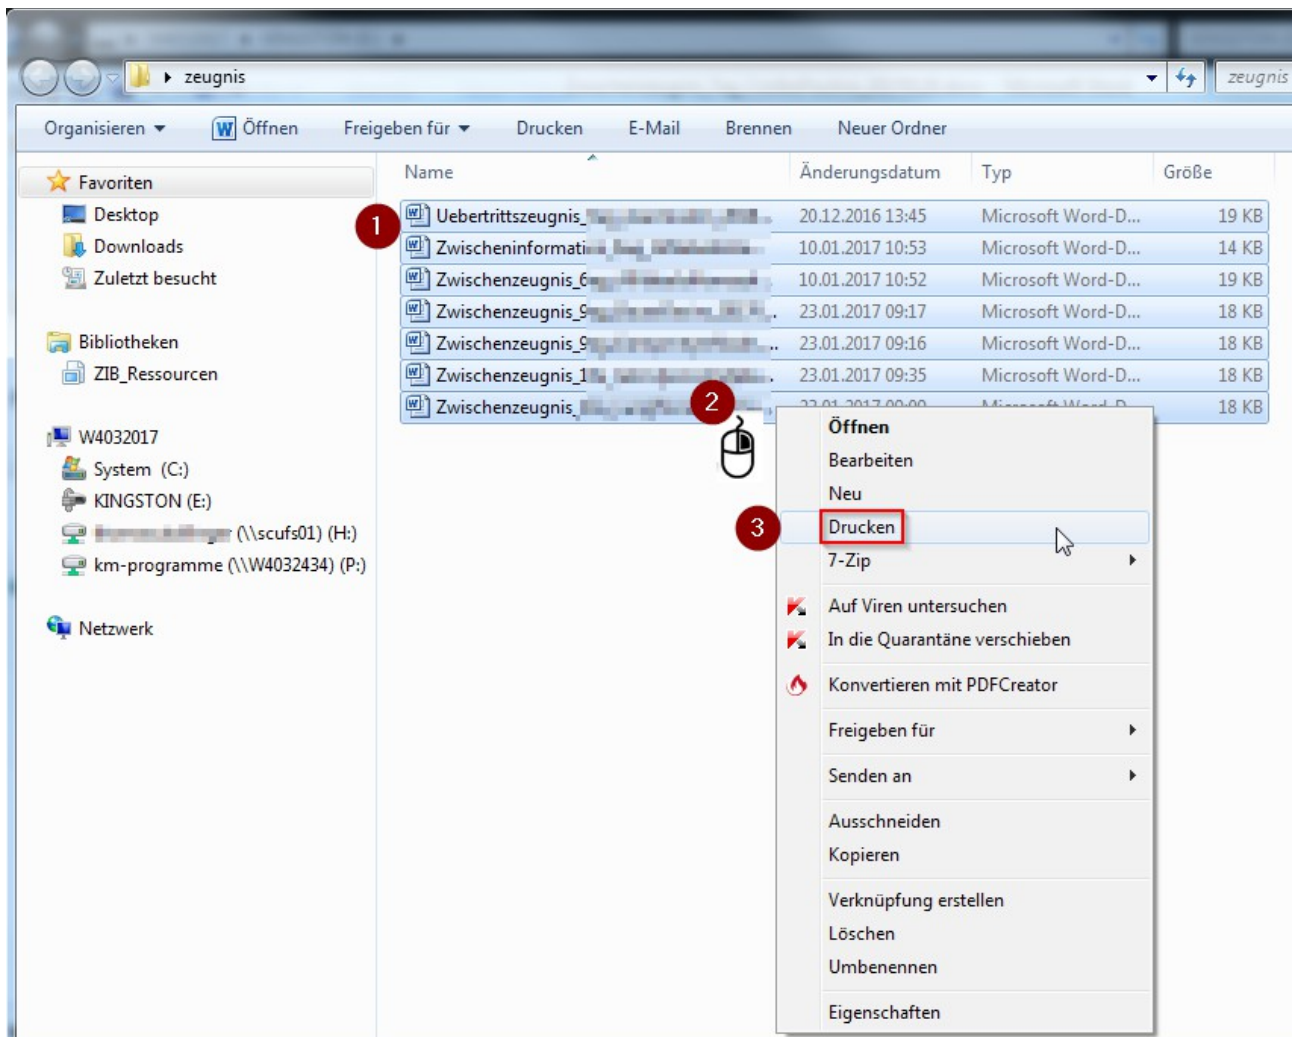 zeugnis
zeugnis
Organisieren Öffnen Freigeben für Drucken E-Mail Brennen Neuer Ordner
Name Änderungsdatum Typ Größe
Favoriten
Desktop
Downloads
Zuletzt besucht
Bibliotheken
ZIB_Ressourcen
W4032017
System (C:)
KINGSTON (E:)
(\\scufs01) (H:)
km-programme (\\W4032434) (P:)
Netzwerk
1
Uebertrittszeugnis_ 20.12.2016 13:45 Microsoft Word-D... 19 KB
Zwischeninformati 10.01.2017 10:53 Microsoft Word-D... 14 KB
Zwischenzeugnis_6 10.01.2017 10:52 Microsoft Word-D... 19 KB
Zwischenzeugnis_9 ... 23.01.2017 09:17 Microsoft Word-D... 18 KB
Zwischenzeugnis_9 ... 23.01.2017 09:16 Microsoft Word-D... 18 KB
Zwischenzeugnis_1 23.01.2017 09:35 Microsoft Word-D... 18 KB
Zwischenzeugnis_ 18 KB
2
Öffnen
Bearbeiten
Neu
3 Drucken
7-Zip
Auf Viren untersuchen
In die Quarantäne verschieben
Konvertieren mit PDFCreator
Freigeben für
Senden an
Ausschneiden
Kopieren
Verknüpfung erstellen
Löschen
Umbenennen
Eigenschaften